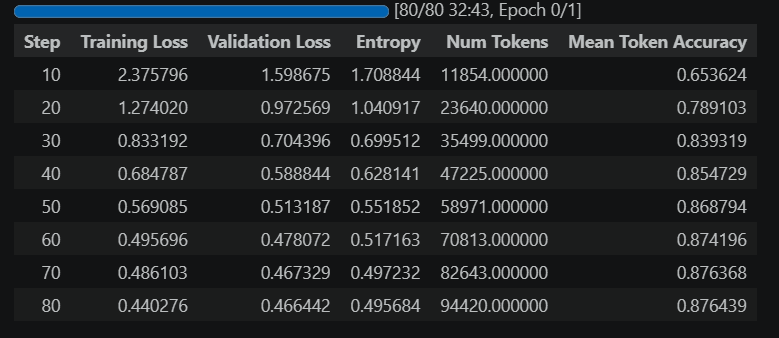 [80/80 32:43, Epoch 0/1]
Step Training Loss Validation Loss Entropy Num Tokens Mean Token Accuracy
10 2.375796 1.598675 1.708844 11854.000000 0.653624
20 1.274020 0.972569 1.040917 23640.000000 0.789103
30 0.833192 0.704396 0.699512 35499.000000 0.839319
40 0.684787 0.588844 0.628141 47225.000000 0.854729
50 0.569085 0.513187 0.551852 58971.000000 0.868794
60 0.495696 0.478072 0.517163 70813.000000 0.874196
70 0.486103 0.467329 0.497232 82643.000000 0.876368
80 0.440276 0.466442 0.495684 94420.000000 0.876439